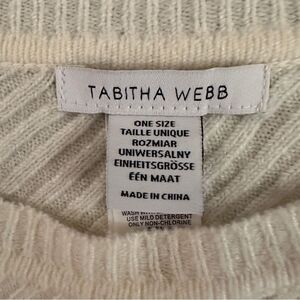 TABITHA WEBB
ONE SIZE
TAILLE UNIQUE
ROZMIAR
UNIWERSALNY
EINHEITSGRÖSSE
ÉÉN MAAT
MADE IN CHINA
WASH
USE MILD DETERGENT
ONLY NON-CHLORINE